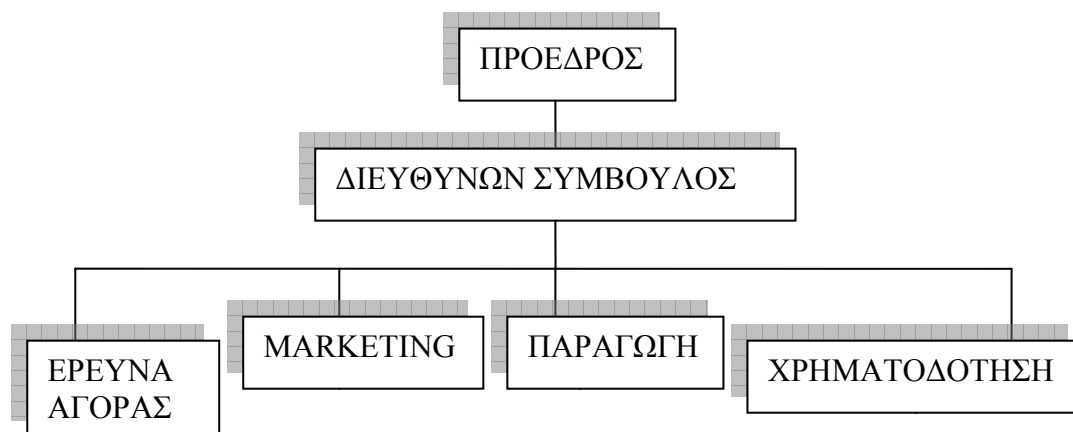 ΠΡΟΕΔΡΟΣ
ΔΙΕΥΘΥΝΩΝ ΣΥΜΒΟΥΛΟΣ
ΕΡΕΥΝΑ
ΑΓΟΡΑΣ
MARKETING
ΠΑΡΑΓΩΓΗ
ΧΡΗΜΑΤΟΔΟΤΗΣΗ